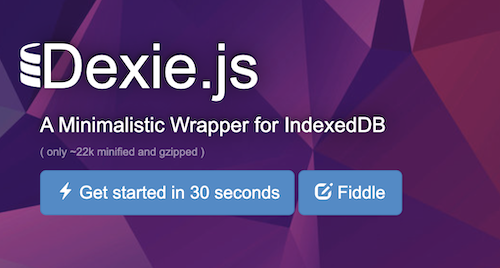 Dexie.js
A Minimalistic Wrapper for IndexedDB
( only ~22k minified and gzipped )
Get started in 30 seconds
Fiddle